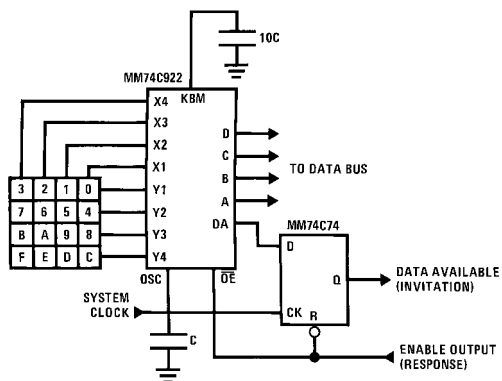 10C
MM74C922
KBM
X4
X3
X2
X1
Y1
Y2
Y3
Y4
D
C
B
A
DA
TO DATA BUS
3 2 1 0
7 6 5 4
B A 9 8
F E D C
OSC
OE
MM74C74
D
Q
CK
R
SYSTEM
CLOCK
C
DATA AVAILABLE
(INVITATION)
ENABLE OUTPUT
(RESPONSE)